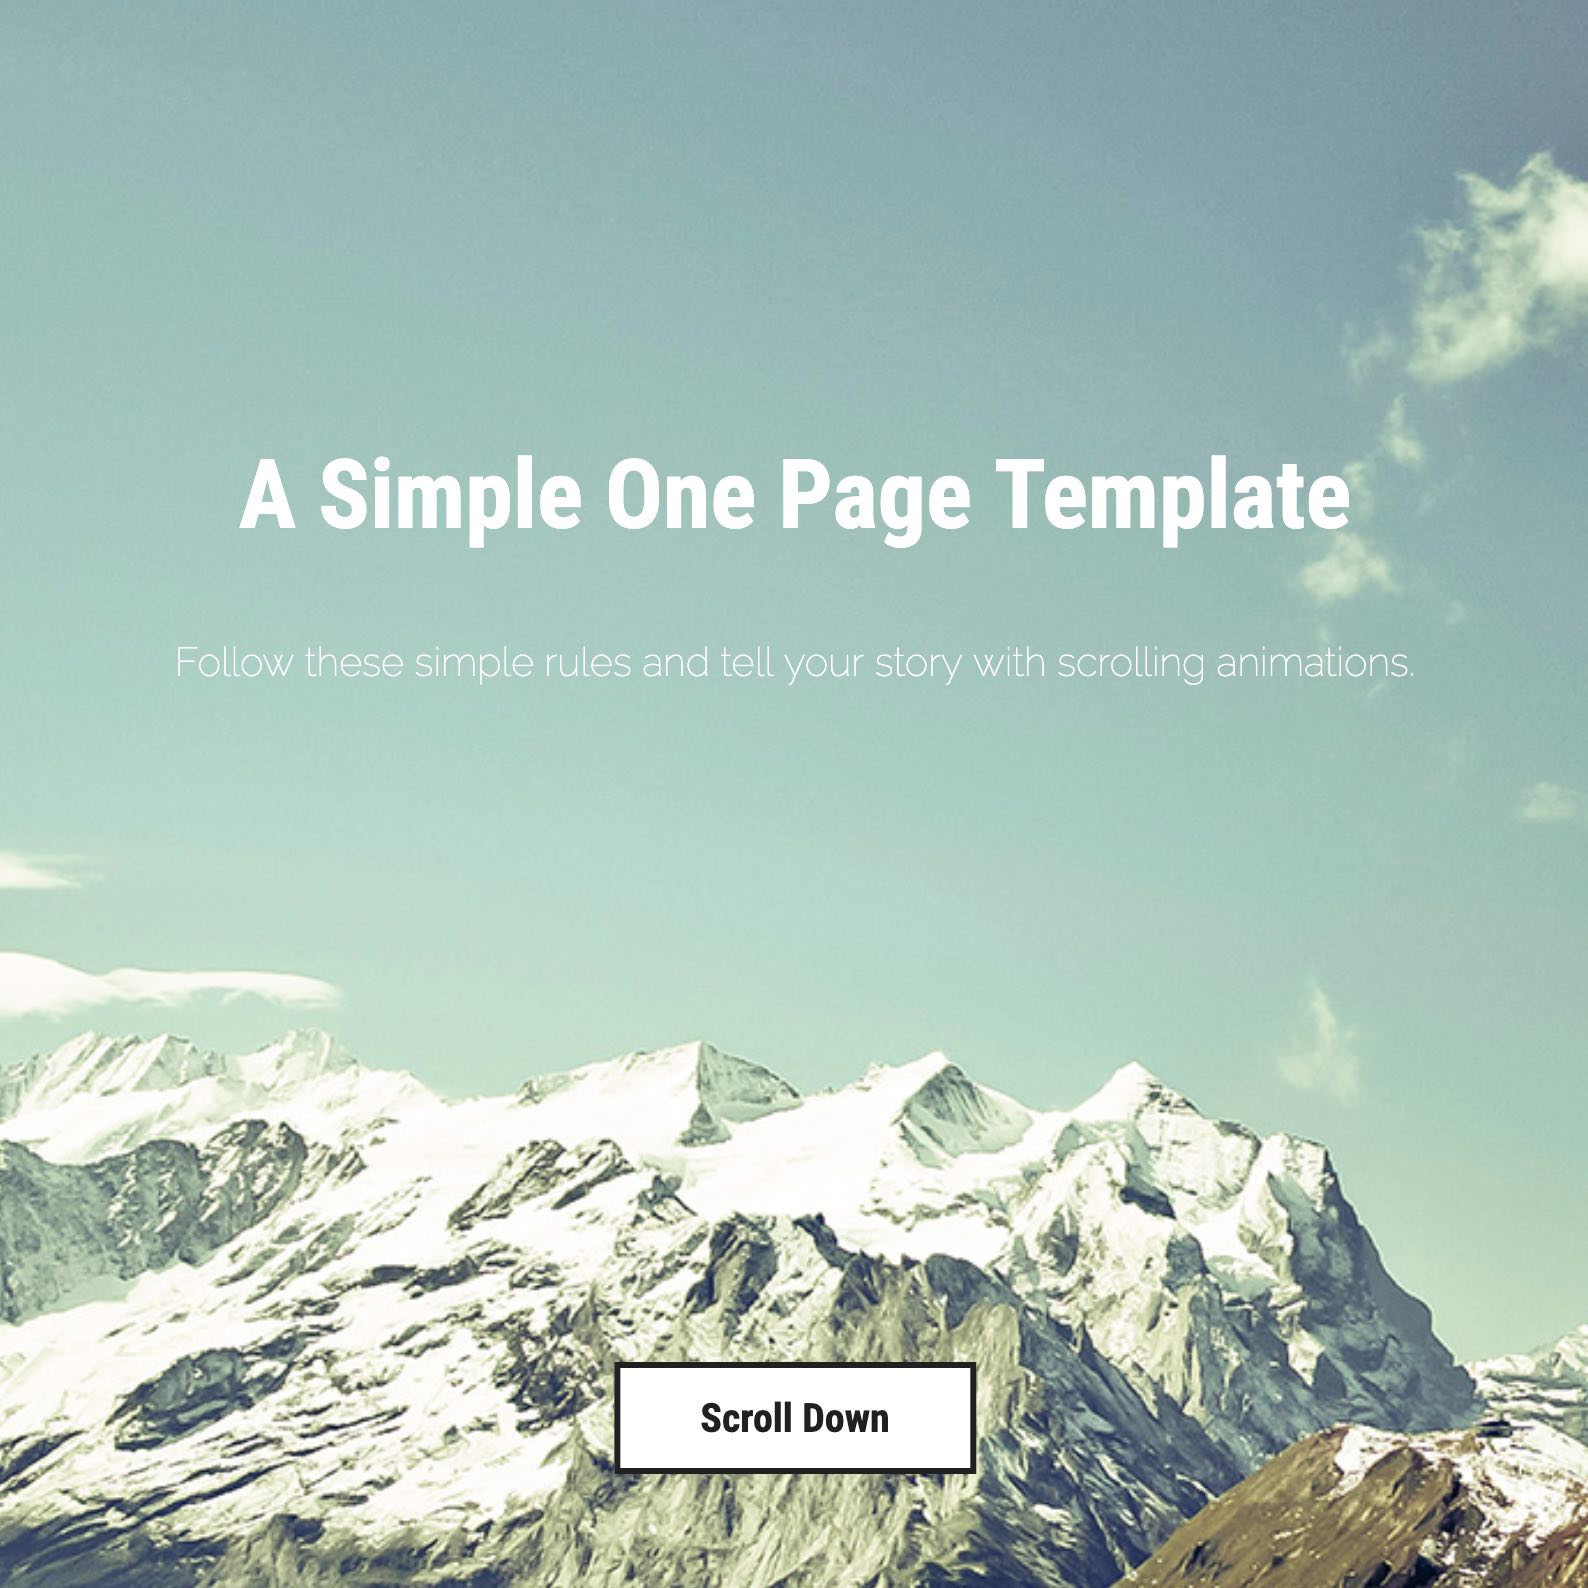 A Simple One Page Template
Follow these simple rules and tell your story with scrolling animations.
Scroll Down